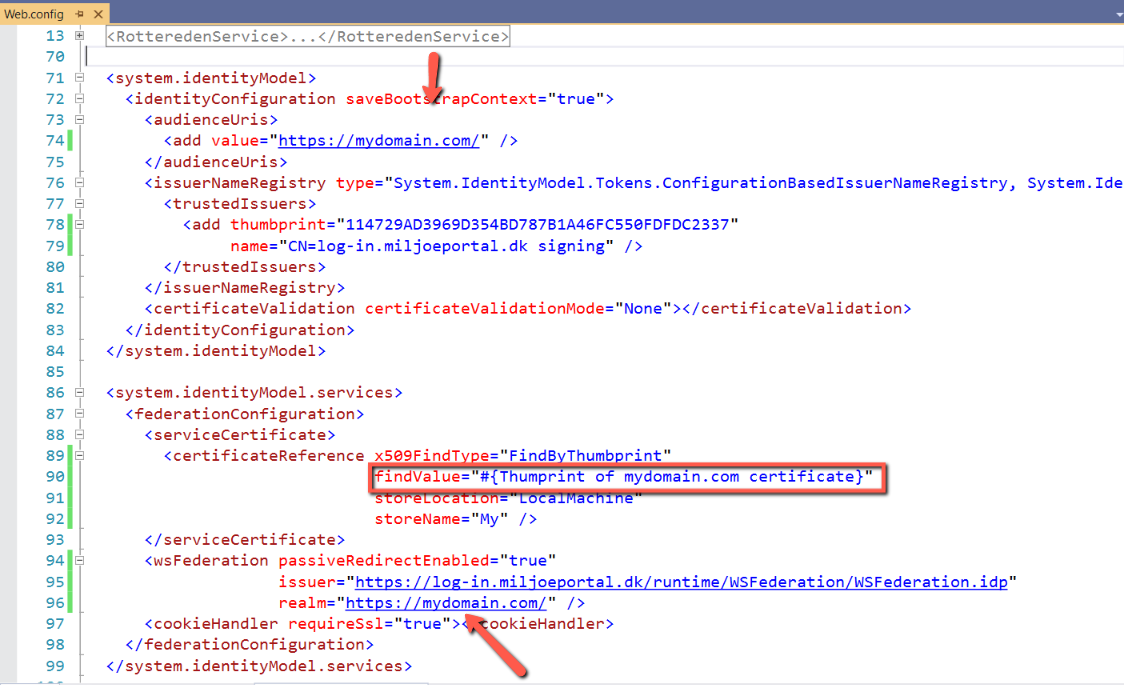 Web.config
13 <RotteredenService>...</RotteredenService>
70
71 <system.identityModel>
72 <identityConfiguration saveBootstrapContext="true">
73 <audienceUris>
74 <add value="https://mydomain.com/" />
75 </audienceUris>
76 <issuerNameRegistry type="System.IdentityModel.Tokens.ConfigurationBasedIssuerNameRegistry, System.Ide
77 <trustedIssuers>
78 <add thumbprint="114729AD3969D354BD787B1A46FC550FDFDC2337"
79 name="CN=log-in.miljoeportal.dk signing" />
80 </trustedIssuers>
81 </issuerNameRegistry>
82 <certificateValidation certificateValidationMode="None"></certificateValidation>
83 </identityConfiguration>
84 </system.identityModel>
85
86 <system.identityModel.services>
87 <federationConfiguration>
88 <serviceCertificate>
89 <certificateReference x509FindType="FindByThumbprint"
90 findValue="#{Thumprint of mydomain.com certificate}"
91 storeLocation="LocalMachine"
92 storeName="My" />
93 </serviceCertificate>
94 <wsFederation passiveRedirectEnabled="true"
95 issuer="https://log-in.miljoeportal.dk/runtime/WSFederation/WSFederation.idp"
96 realm="https://mydomain.com/" />
97 <cookieHandler requireSsl="true"></cookieHandler>
98 </federationConfiguration>
99 </system.identityModel.services>